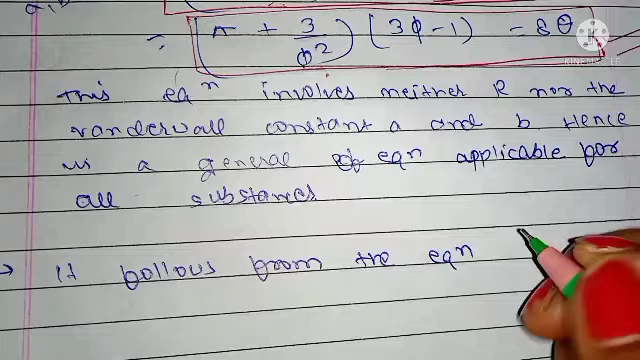 = (π + 3/φ²) (3φ-1) = 8θ
this eqⁿ involves neither R nor the
vanderwall constant a and b Hence
is a general eqn applicable for
all substances
→ It follows from the eqⁿ